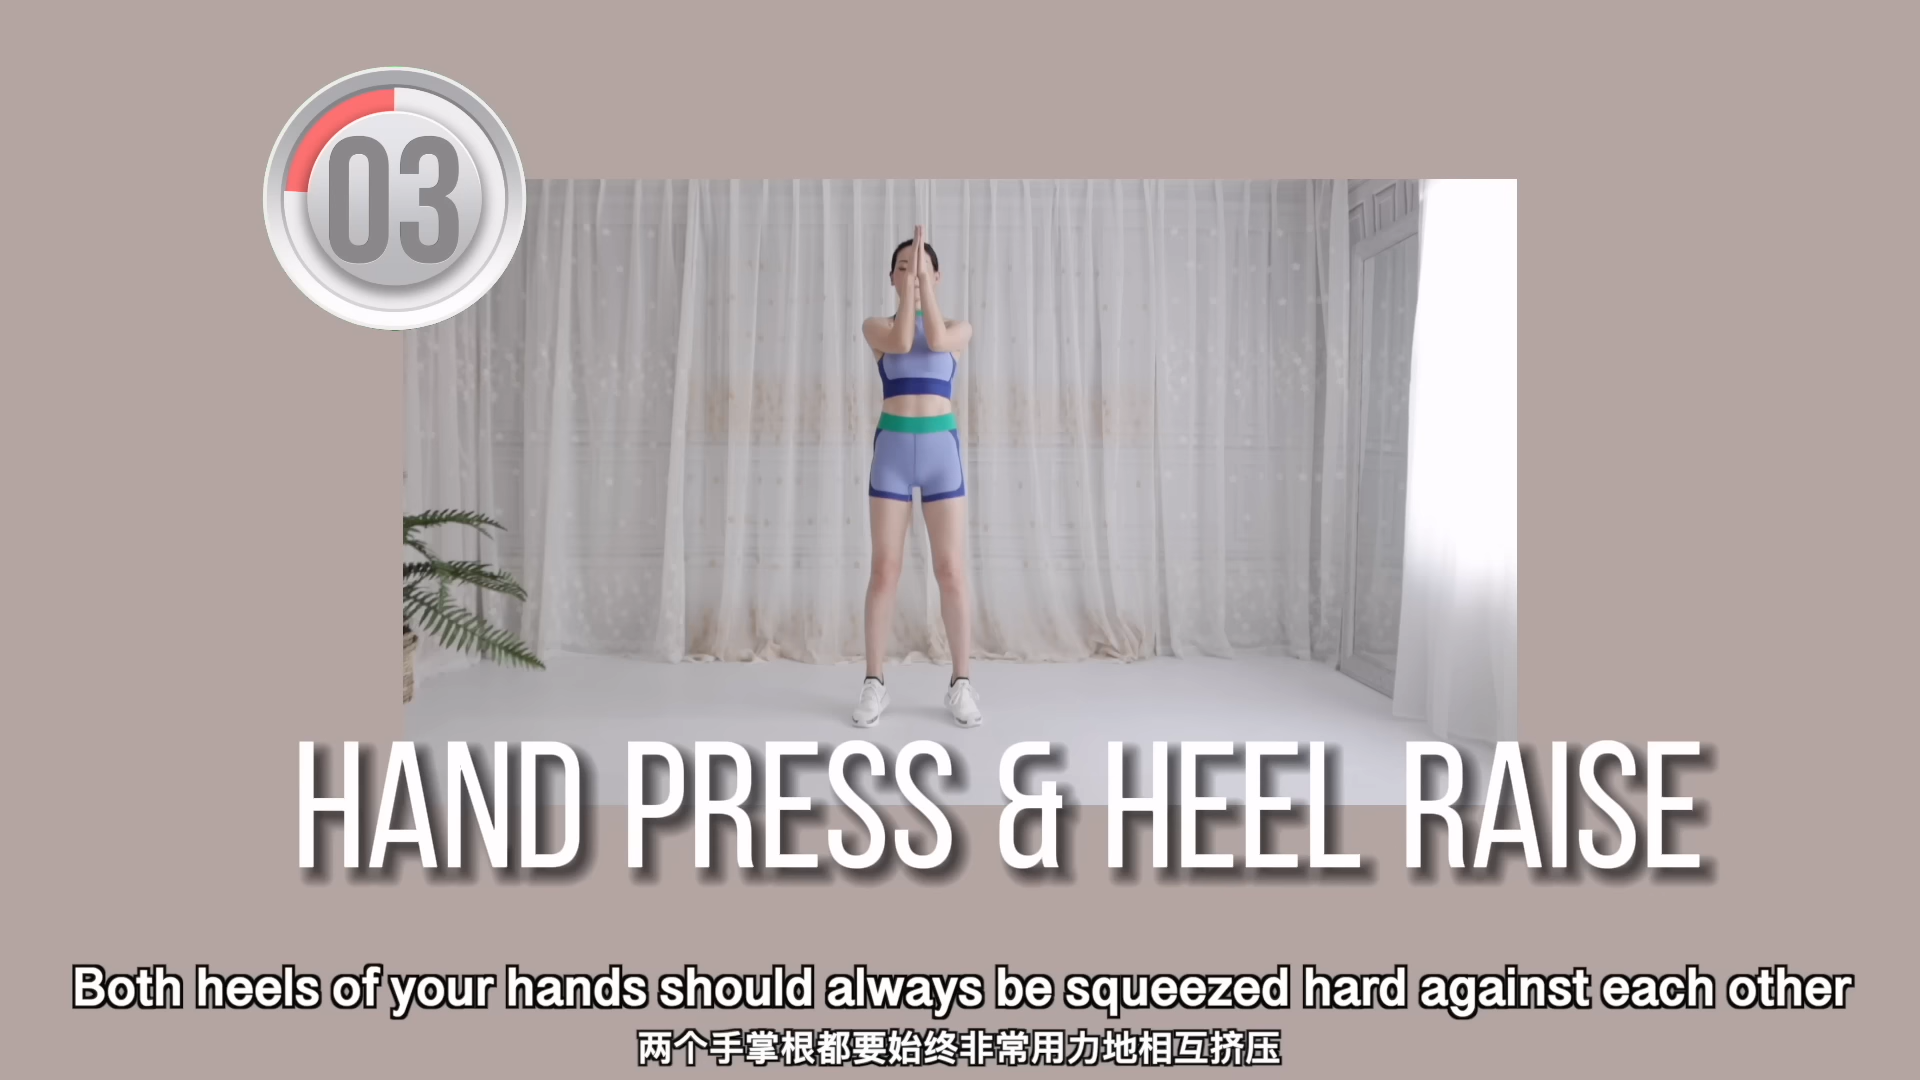 03
HAND PRESS & HEEL RAISE
Both heels of your hands should always be squeezed hard against each other
两个手掌根都要始终非常用力地相互挤压